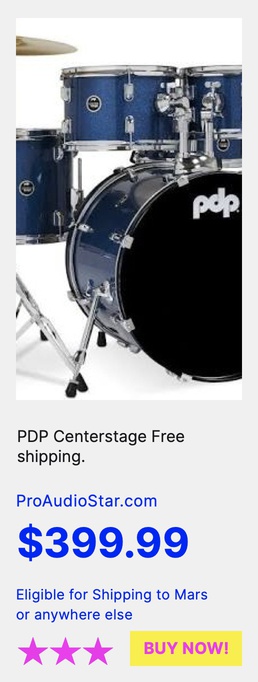 pdp
PDP Centerstage Free
shipping.
ProAudioStar.com
$399.99
Eligible for Shipping to Mars
or anywhere else
BUY NOW!